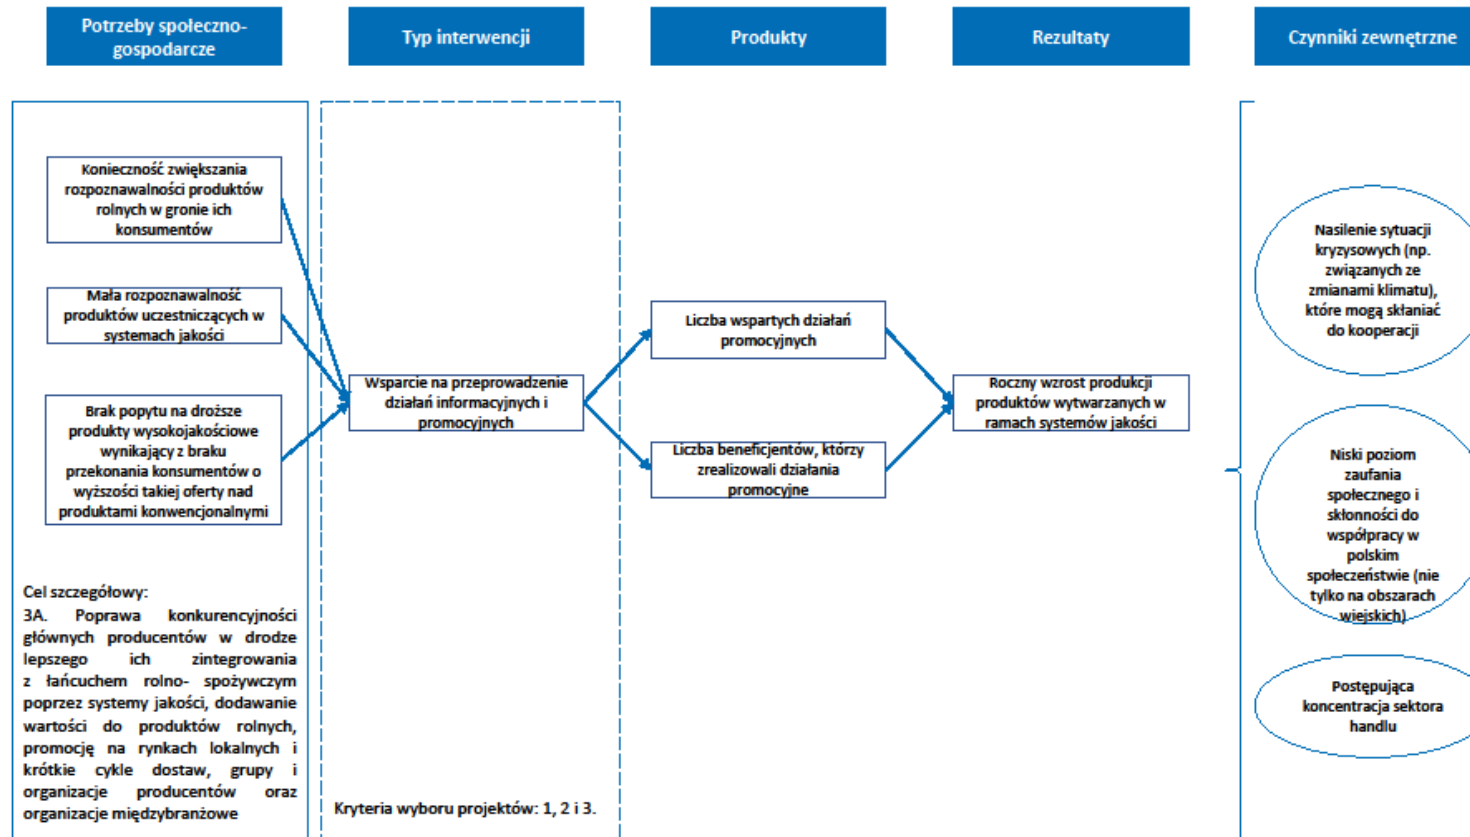 Potrzeby społeczno-
gospodarcze
Typ interwencji
Produkty
Rezultaty
Czynniki zewnętrzne
Konieczność zwiększania
rozpoznawalności produktów
rolnych w gronie ich
konsumentów
Mała rozpoznawalność
produktów uczestniczących w
systemach jakości
Brak popytu na droższe
produkty wysokojakościowe
wynikający z braku
przekonania konsumentów o
wyższości takiej oferty nad
produktami konwencjonalnymi
Cel szczegółowy:
3A. Poprawa konkurencyjności
głównych producentów w drodze
lepszego ich zintegrowania
z łańcuchem rolno- spożywczym
poprzez systemy jakości, dodawanie
wartości do produktów rolnych,
promocję na rynkach lokalnych i
krótkie cykle dostaw, grupy i
organizacje producentów oraz
organizacje międzybranżowe
Wsparcie na przeprowadzenie
działań informacyjnych i
promocyjnych
Kryteria wyboru projektów: 1, 2 i 3.
Liczba wspartych działań
promocyjnych
Liczba beneficjentów, którzy
zrealizowali działania
promocyjne
Roczny wzrost produkcji
produktów wytwarzanych w
ramach systemów jakości
Nasilenie sytuacji
kryzysowych (np.
związanych ze
zmianami klimatu),
które mogą skłaniać
do kooperacji
Niski poziom
zaufania
społecznego i
skłonności do
współpracy w
polskim
społeczeństwie (nie
tylko na obszarach
wiejskich)
Postępująca
koncentracja sektora
handlu